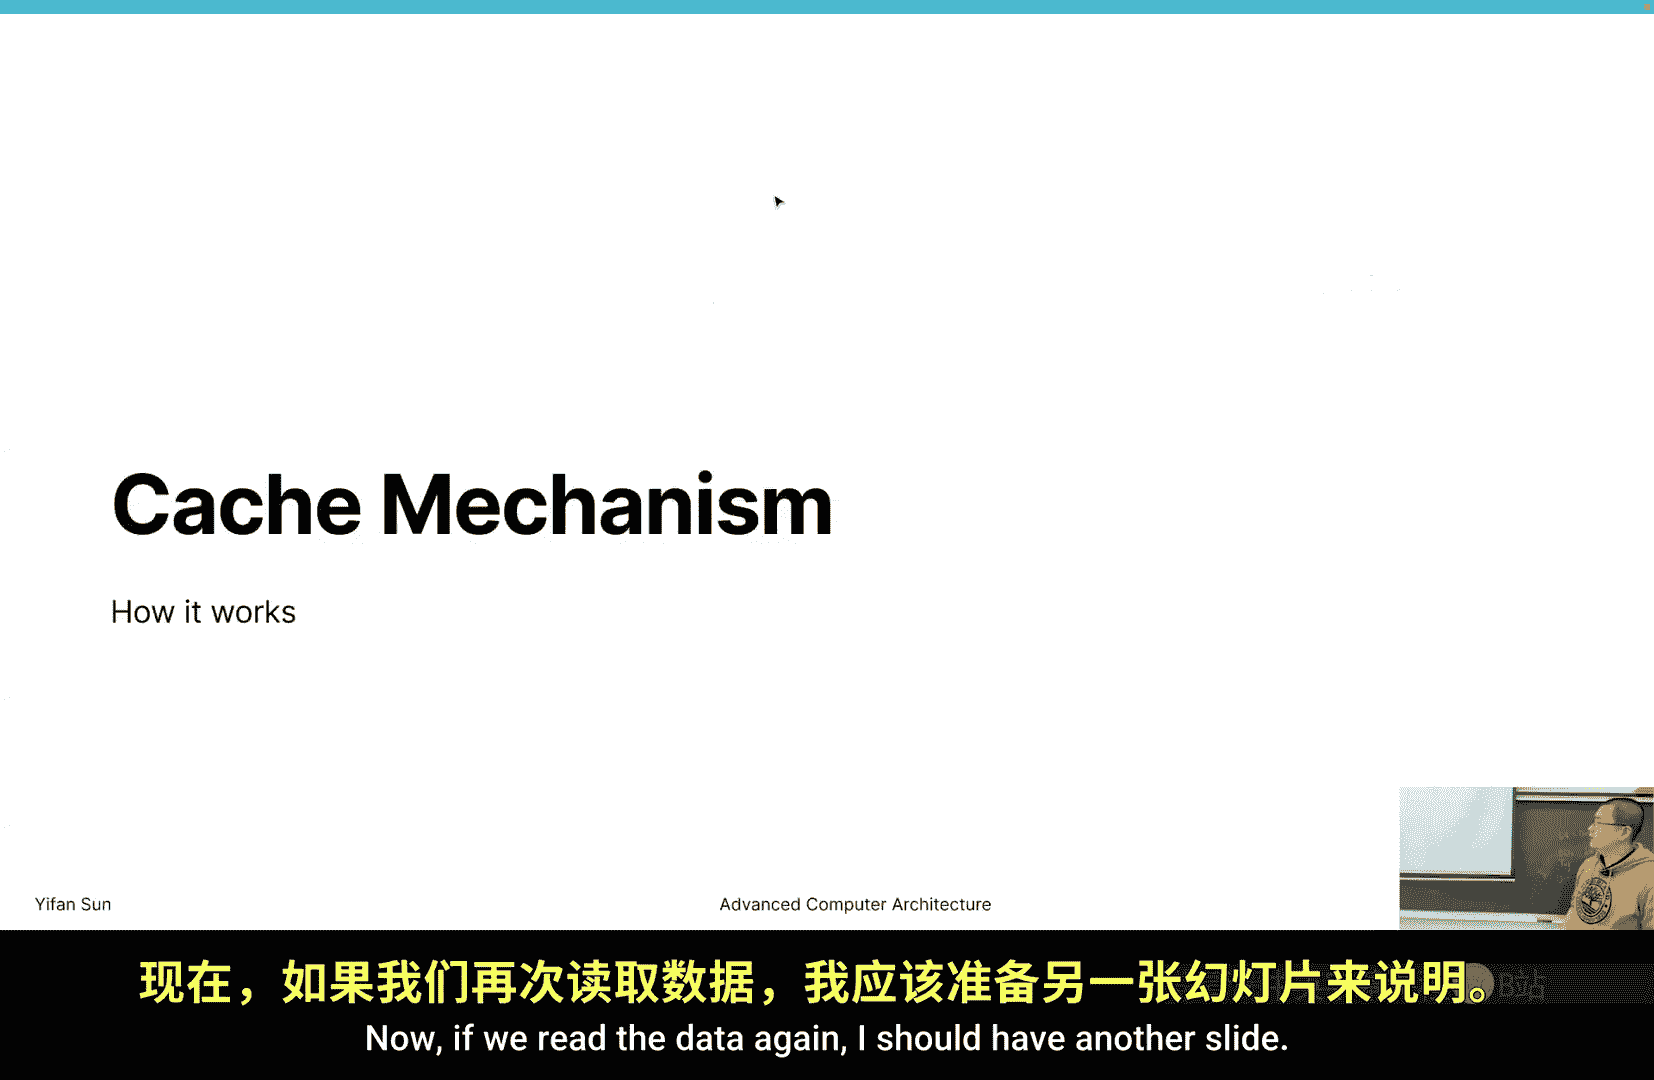 Cache Mechanism
How it works
Yifan Sun
Advanced Computer Architecture
现在，如果我们再次读取数据，我应该准备另一张幻灯片来说明。
B站
Now, if we read the data again, I should have another slide.